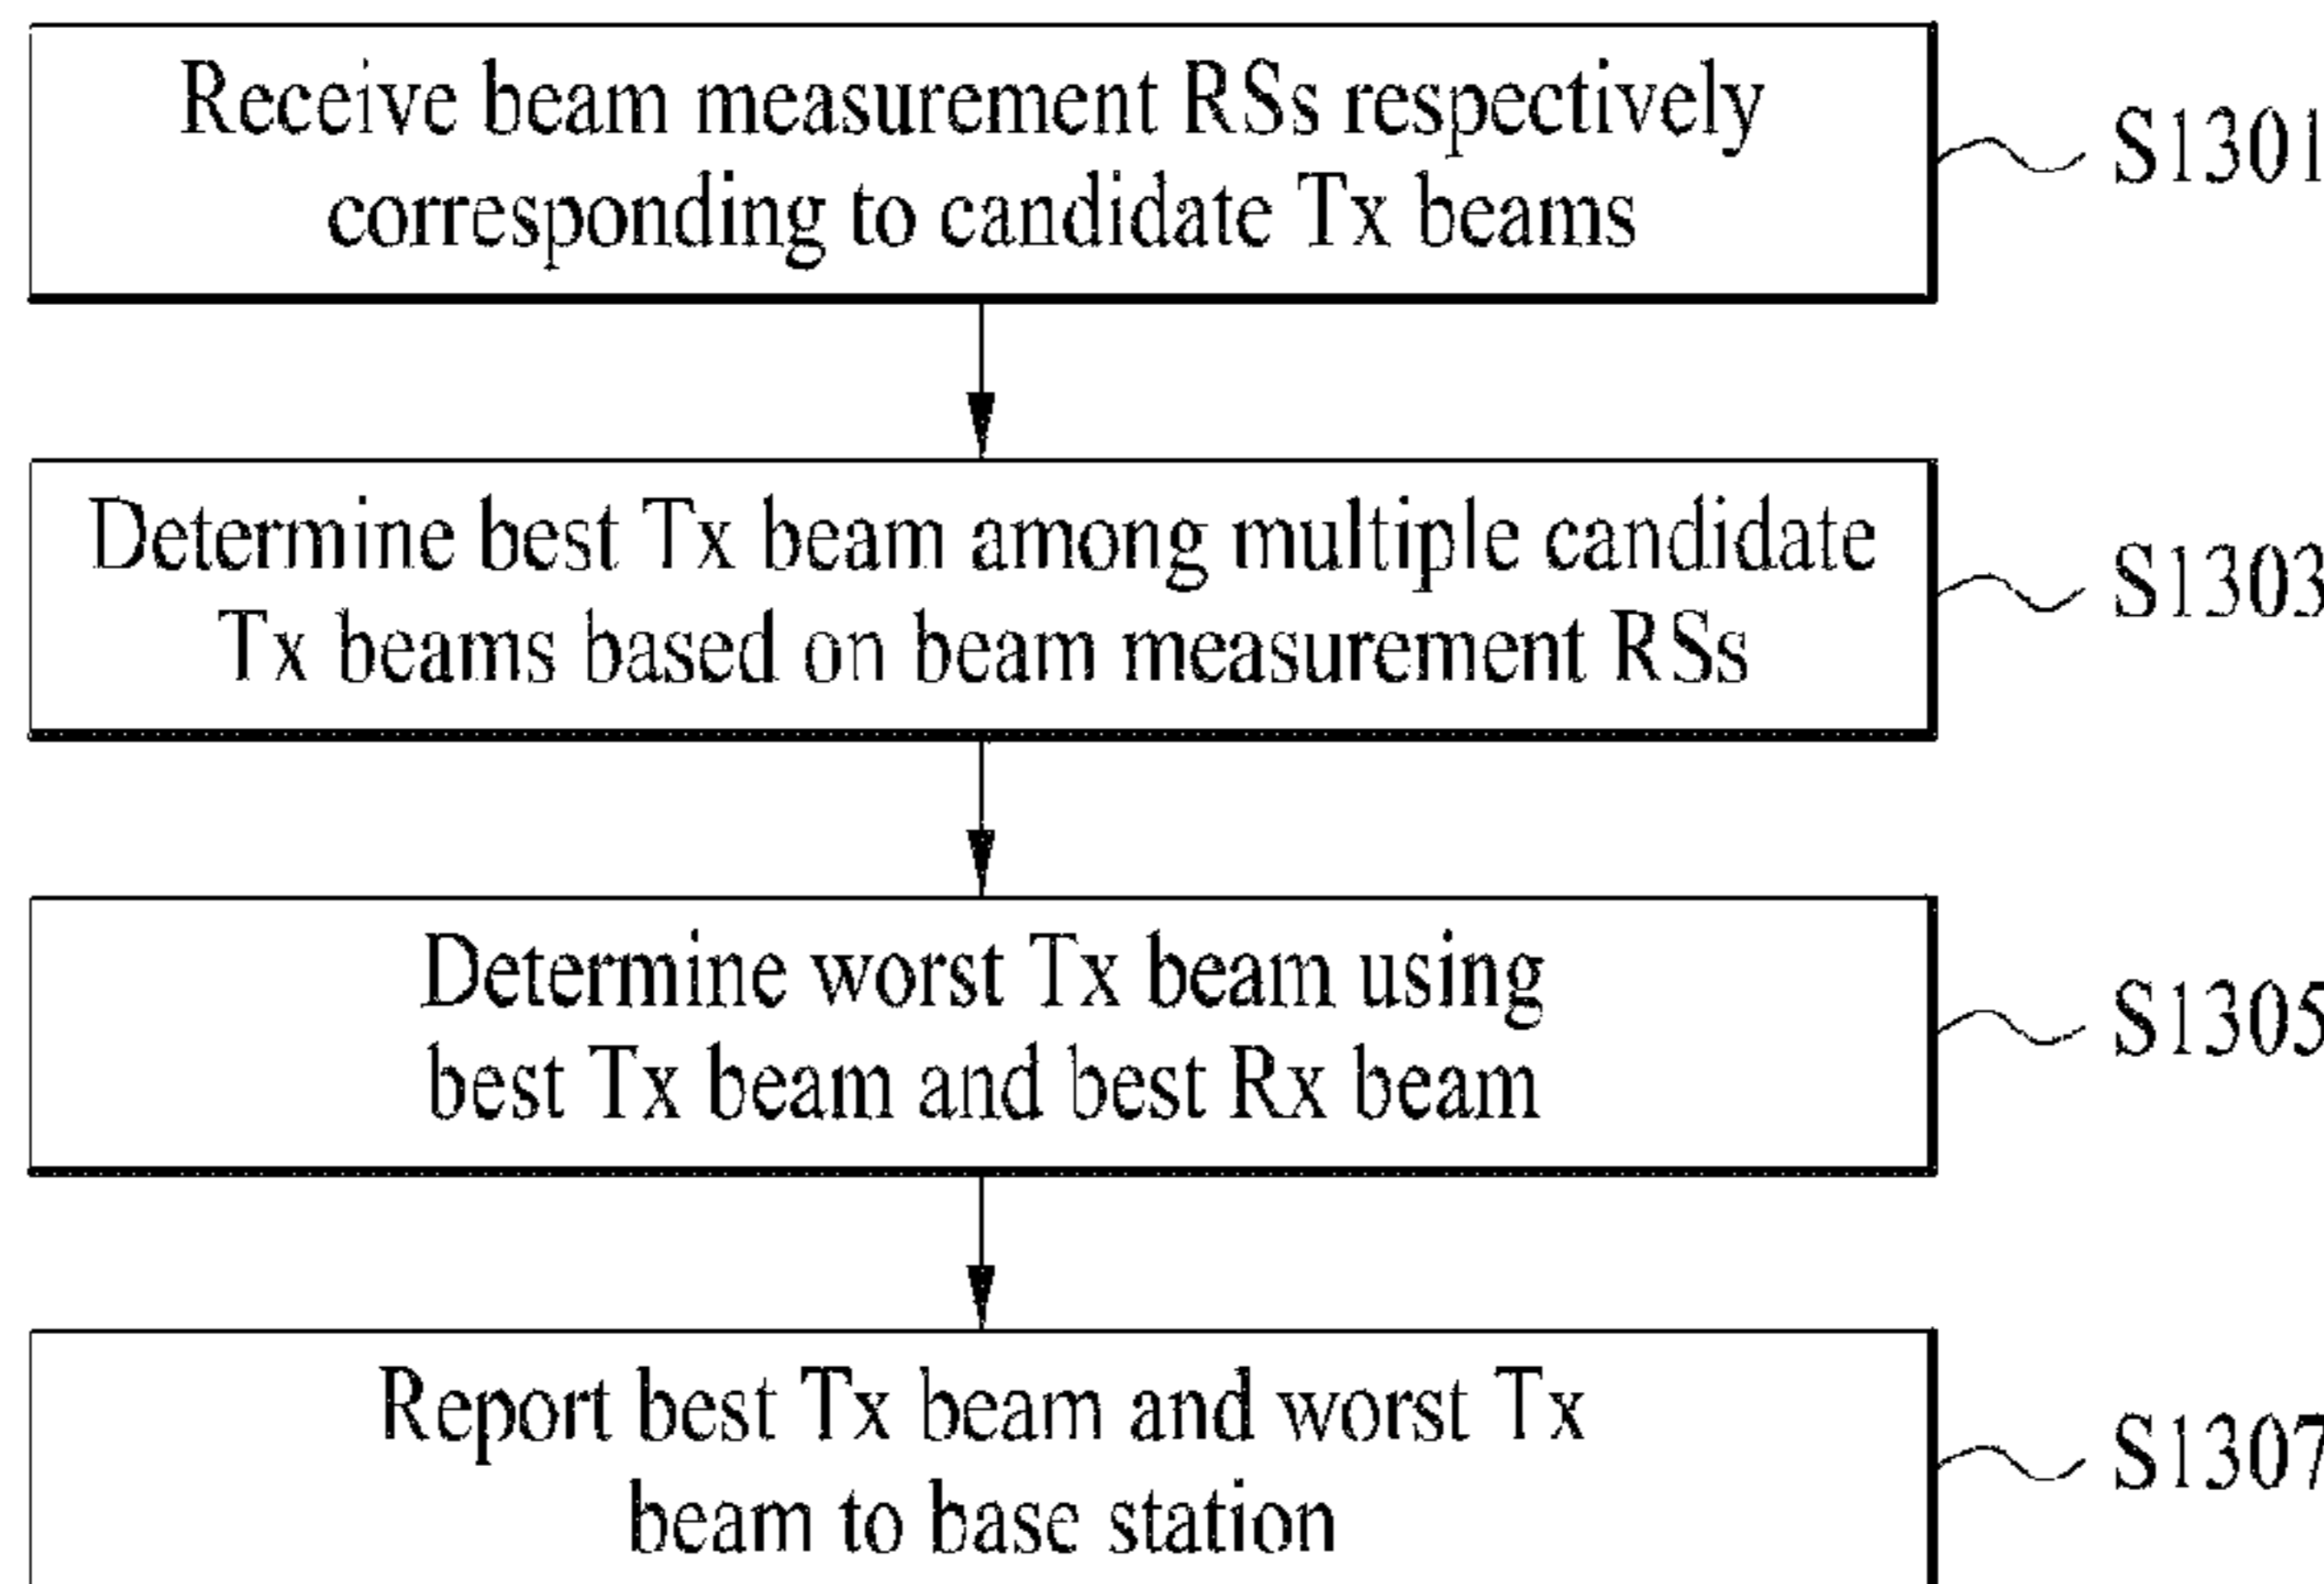 Receive beam measurement RSs respectively
corresponding to candidate Tx beams
S1301
Determine best Tx beam among multiple candidate
Tx beams based on beam measurement RSs
S1303
Determine worst Tx beam using
best Tx beam and best Rx beam
S1305
Report best Tx beam and worst Tx
beam to base station
S1307